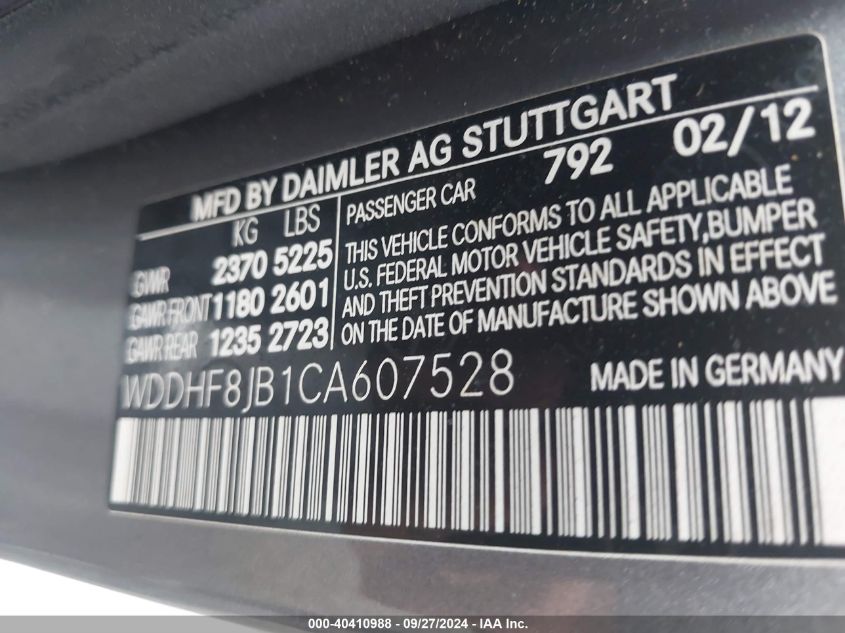 MFD BY DAIMLER AG STUTTGART
KG LBS
GVWR 2370 5225
GAWR FRONT 1180 2601
GAWR REAR 1235 2723
PASSENGER CAR 792 02/12
THIS VEHICLE CONFORMS TO ALL APPLICABLE
U.S. FEDERAL MOTOR VEHICLE SAFETY, BUMPER
AND THEFT PREVENTION STANDARDS IN EFFECT
ON THE DATE OF MANUFACTURE SHOWN ABOVE
WDDHF8JB1CA607528 MADE IN GERMANY
000-40410988 - 09/27/2024 - IAA Inc.